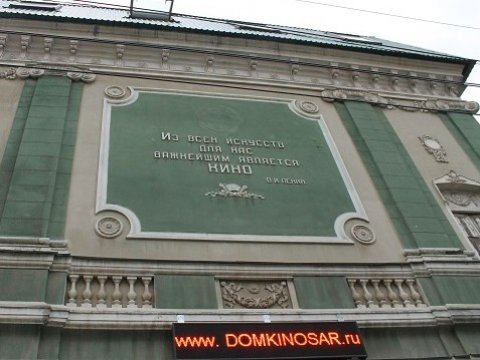 ИЗ ВСЕХ ИСКУССТВ
ДЛЯ НАС
ВАЖНЕЙШИМ ЯВЛЯЕТСЯ
КИНО
В.И.ЛЕНИН
www. DOMKINOSAR.ru